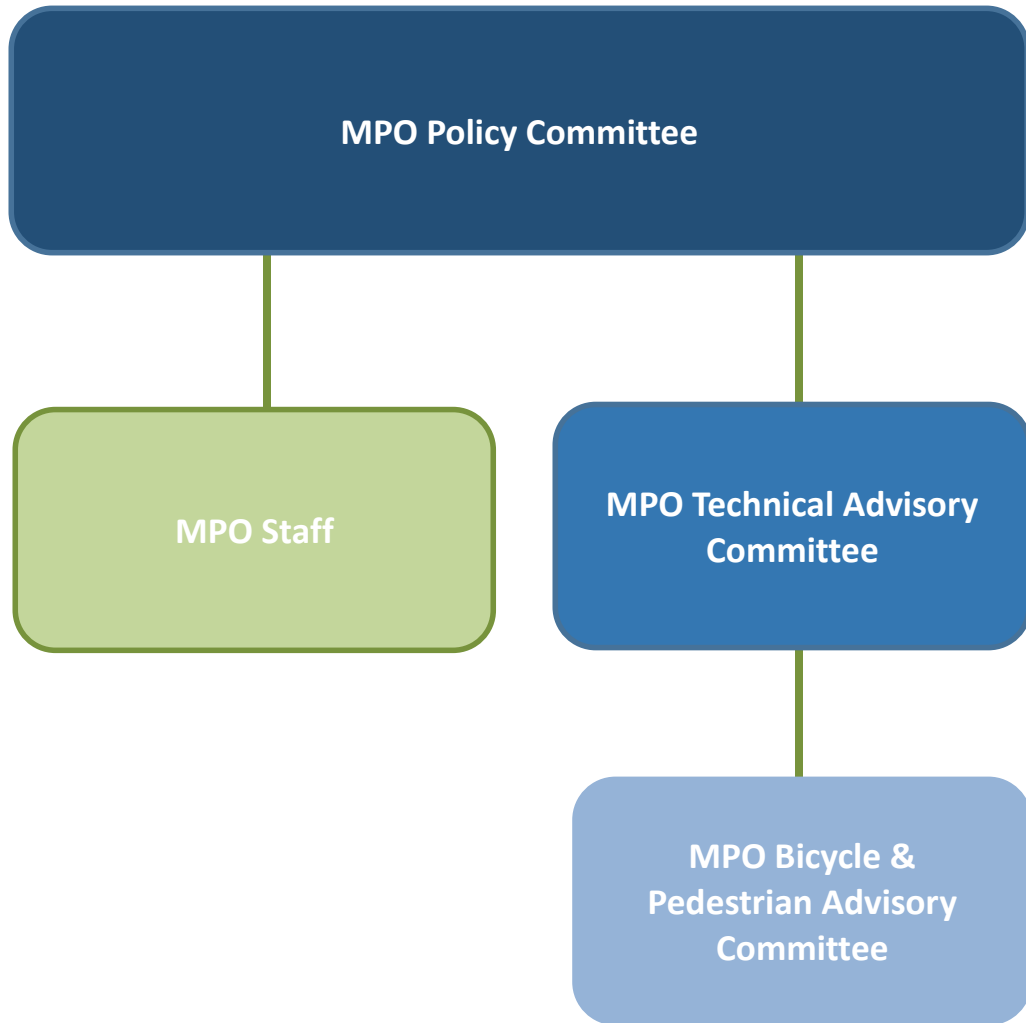 MPO Policy Committee
MPO Staff
MPO Technical Advisory
Committee
MPO Bicycle &
Pedestrian Advisory
Committee